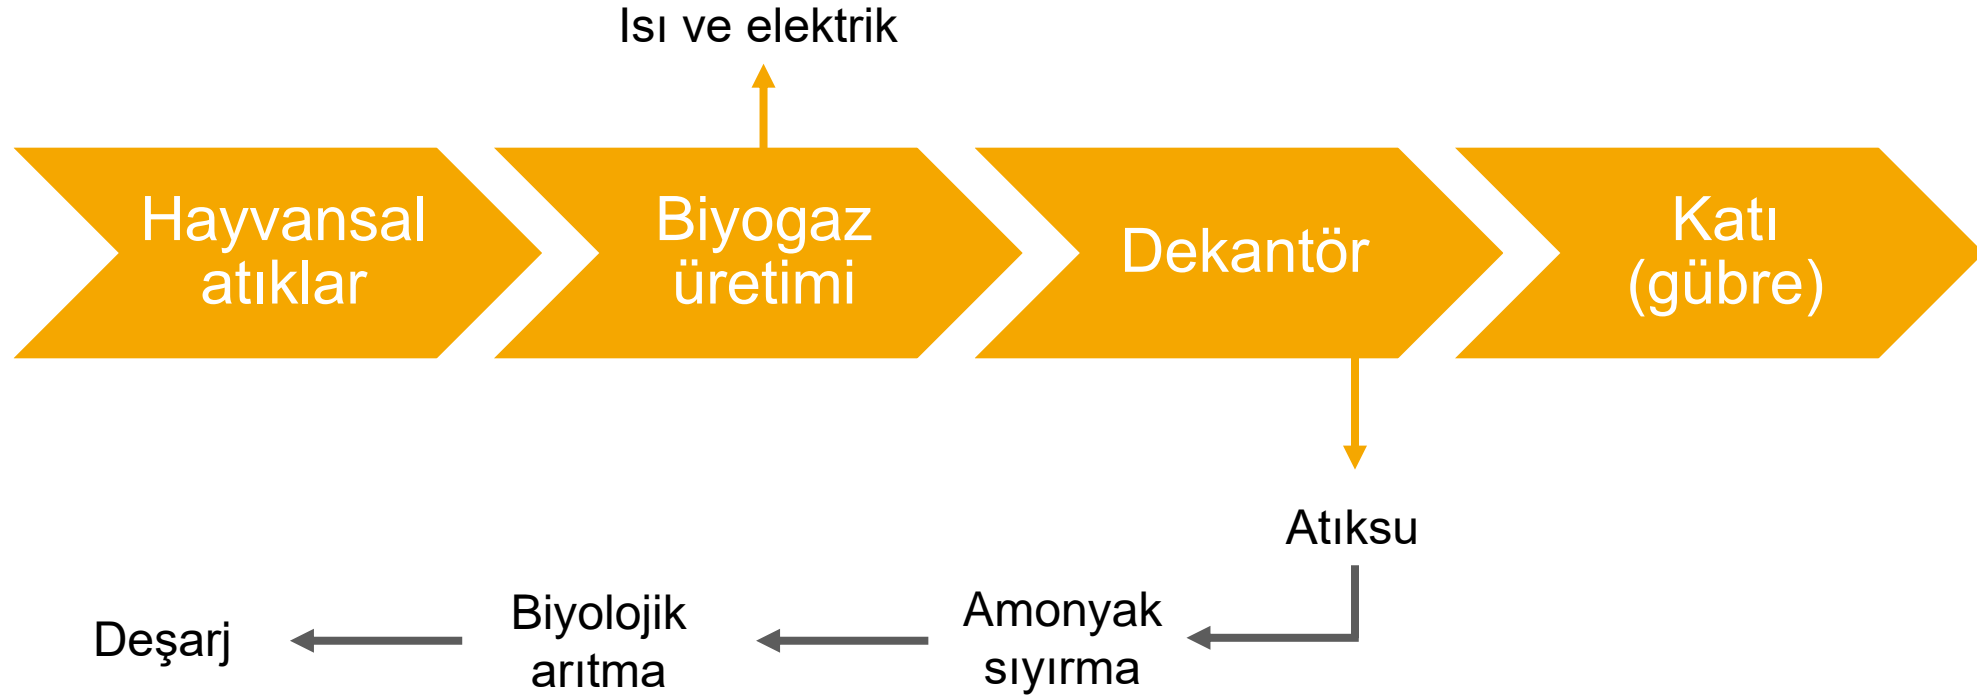 Isı ve elektrik
Hayvansal
atıklar
Biyogaz
üretimi
Dekantör
Katı
(gübre)
Atıksu
Amonyak
sıyırma
Biyolojik
arıtma
Deşarj